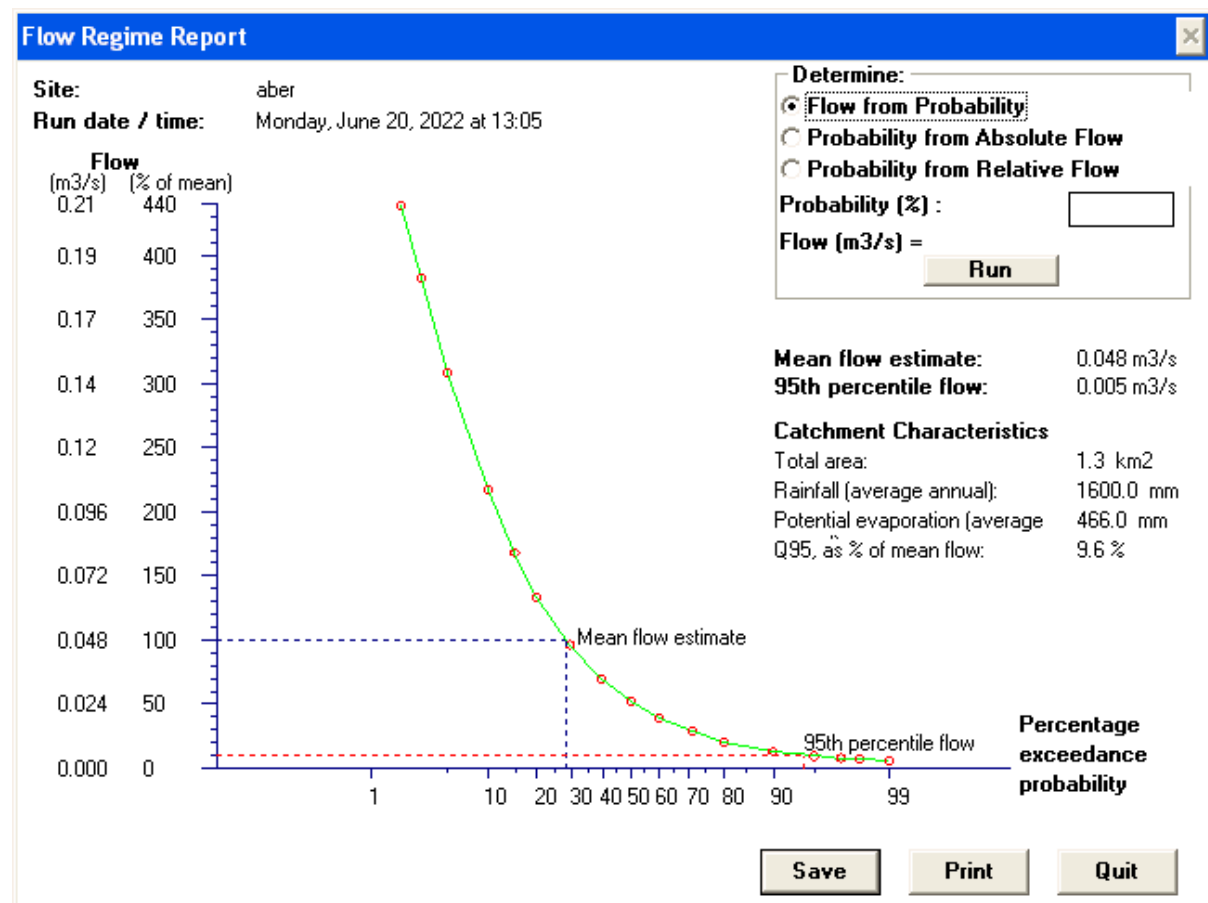 Flow Regime Report
Site: aber
Run date / time: Monday, June 20, 2022 at 13:05
Determine:
Flow from Probability
Probability from Absolute Flow
Probability from Relative Flow
Probability (%) :
Flow (m3/s) =
Run
Flow
(m3/s) (% of mean)
0.21 440
0.19 400
0.17 350
0.14 300
0.12 250
0.096 200
0.072 150
0.048 100
0.024 50
0.000 0
Mean flow estimate
95th percentile flow
1 10 20 30 40 50 60 70 80 90 99
Percentage
exceedance
probability
Mean flow estimate: 0.048 m3/s
95th percentile flow: 0.005 m3/s
Catchment Characteristics
Total area: 1.3 km2
Rainfall (average annual): 1600.0 mm
Potential evaporation (average 466.0 mm
Q95, as % of mean flow: 9.6 %
Save Print Quit